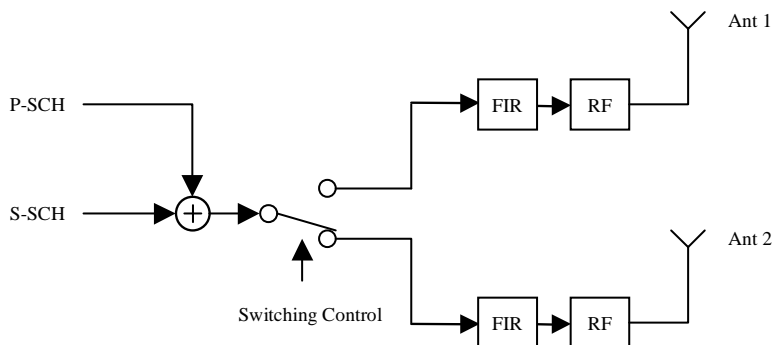 Ant 1
P-SCH
FIR
RF
S-SCH
Ant 2
Switching Control
FIR
RF